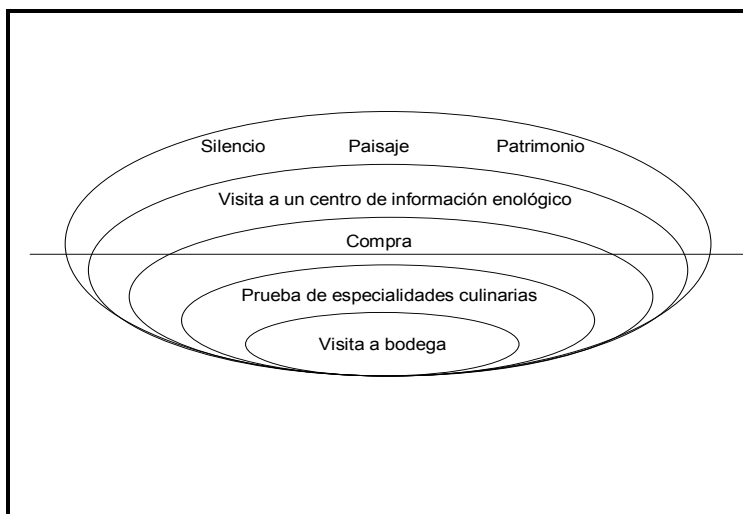 Silencio Paisaje Patrimonio
Visita a un centro de información enológico
Compra
Prueba de especialidades culinarias
Visita a bodega